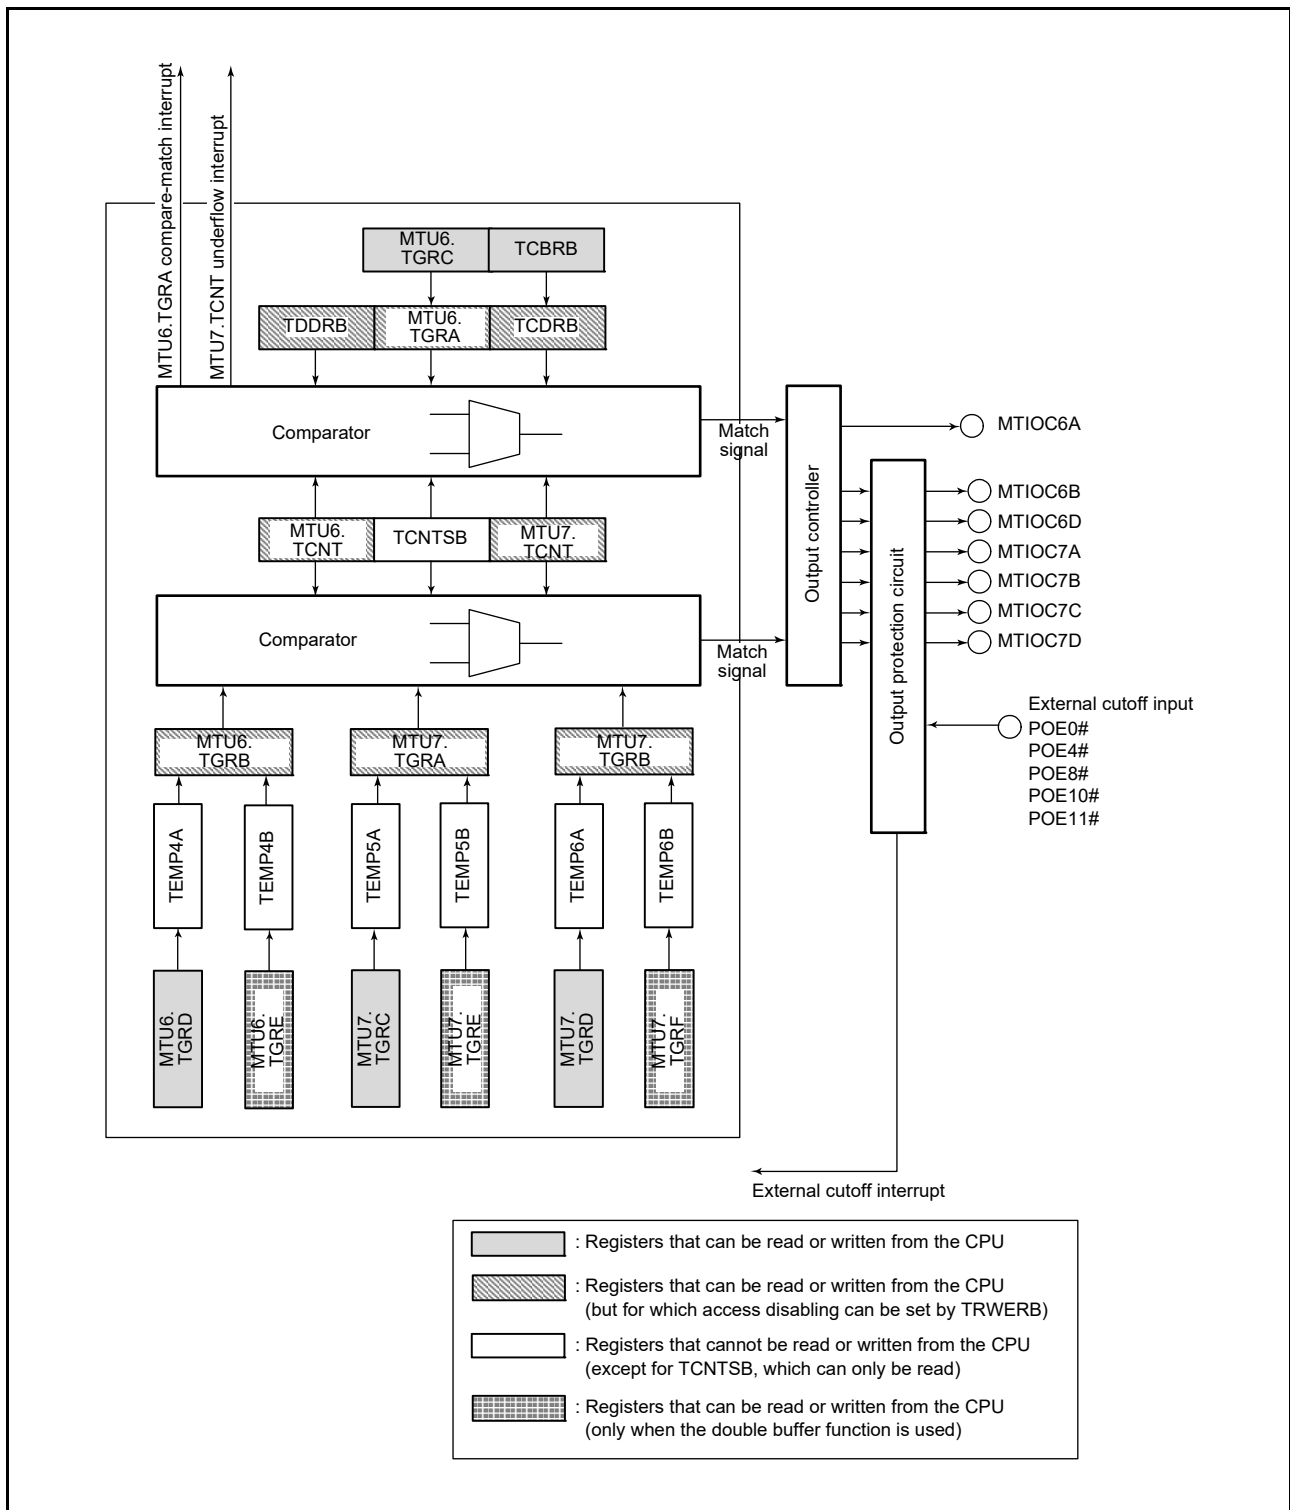 MTU6.TGRA compare-match interrupt
MTU7.TCNT underflow interrupt
MTU6.
TGRC
TCBRB
TDDRB
MTU6.
TGRA
TCDRB
Comparator
Match
signal
MTU6.
TCNT
TCNTSB
MTU7.
TCNT
Comparator
Match
signal
Output controller
Output protection circuit
MTIOC6A
MTIOC6B
MTIOC6D
MTIOC7A
MTIOC7B
MTIOC7C
MTIOC7D
External cutoff input
POE0#
POE4#
POE8#
POE10#
POE11#
MTU6.
TGRB
MTU7.
TGRA
MTU7.
TGRB
TEMP4A
TEMP4B
TEMP5A
TEMP5B
TEMP6A
TEMP6B
MTU6.
TGRD
MTU6.
TGRE
MTU7.
TGRC
MTU7.
TGRE
MTU7.
TGRD
MTU7.
TGRF
External cutoff interrupt
: Registers that can be read or written from the CPU
: Registers that can be read or written from the CPU
(but for which access disabling can be set by TRWERB)
: Registers that cannot be read or written from the CPU
(except for TCNTSB, which can only be read)
: Registers that can be read or written from the CPU
(only when the double buffer function is used)